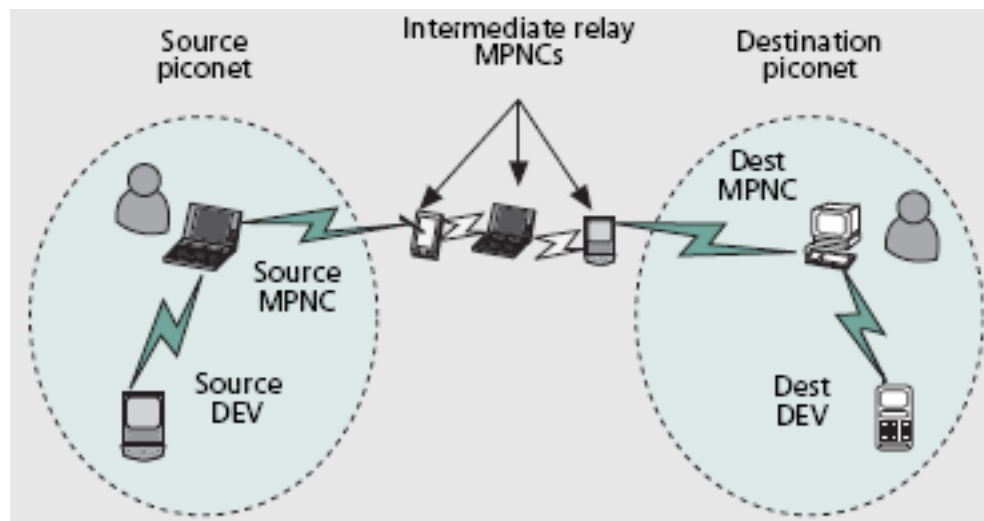 Source
piconet
Intermediate relay
MPNCs
Destination
piconet
Source
MPNC
Source
DEV
Dest
MPNC
Dest
DEV